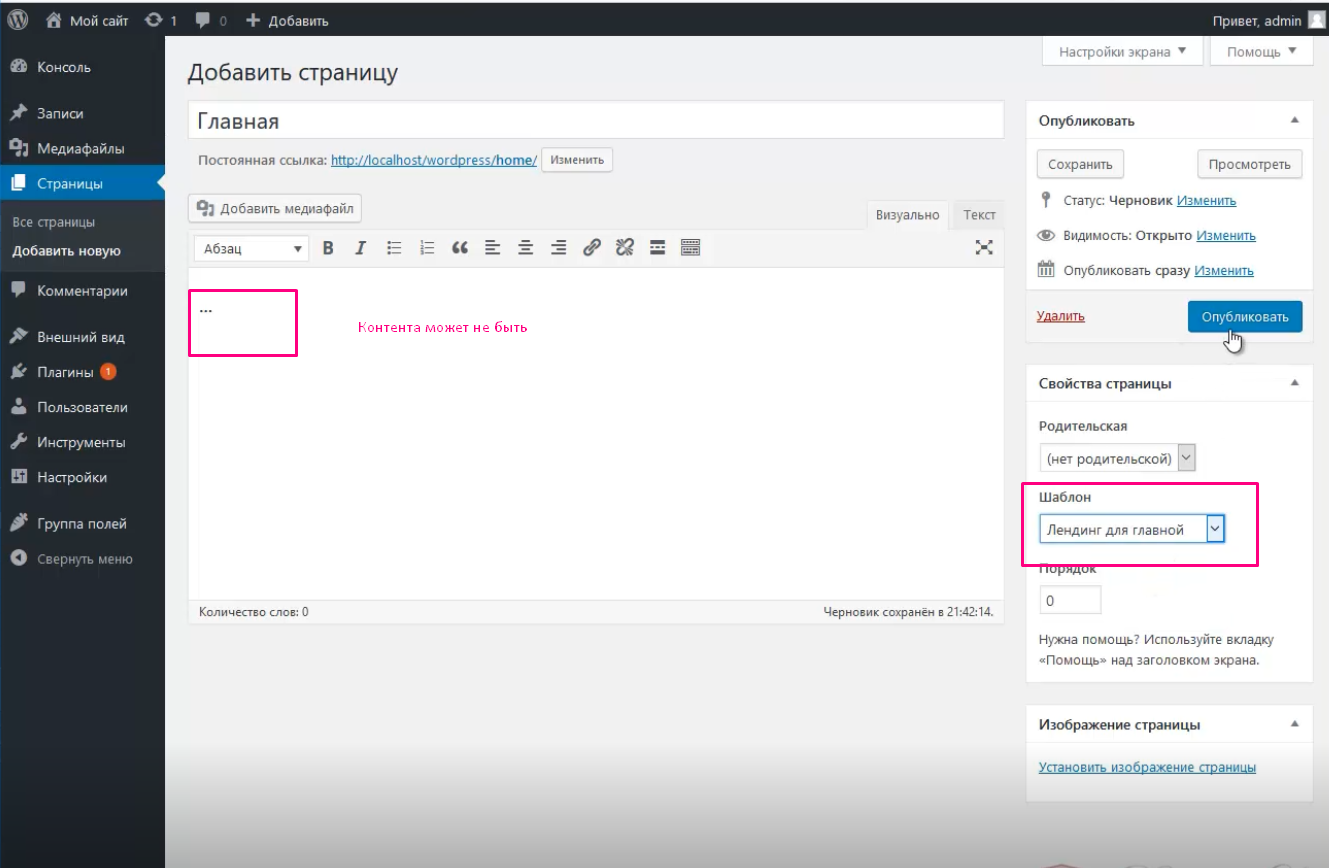 Мой сайт 1 0 Добавить
Привет, admin
Консоль
Записи
Медиафайлы
Страницы
Все страницы
Добавить новую
Комментарии
Внешний вид
Плагины 1
Пользователи
Инструменты
Настройки
Группа полей
Свернуть меню
Настройки экрана
Помощь
Добавить страницу
Главная
Постоянная ссылка: http://localhost/wordpress/home/ Изменить
Добавить медиафайл
Визуально
Текст
Абзац
...
Контента может не быть
Количество слов: 0
Черновик сохранён в 21:42:14.
Опубликовать
Сохранить
Просмотреть
Статус: Черновик Изменить
Видимость: Открыто Изменить
Опубликовать сразу Изменить
Удалить
Опубликовать
Свойства страницы
Родительская
(нет родительской)
Шаблон
Лендинг для главной
Порядок
0
Нужна помощь? Используйте вкладку
«Помощь» над заголовком экрана.
Изображение страницы
Установить изображение страницы